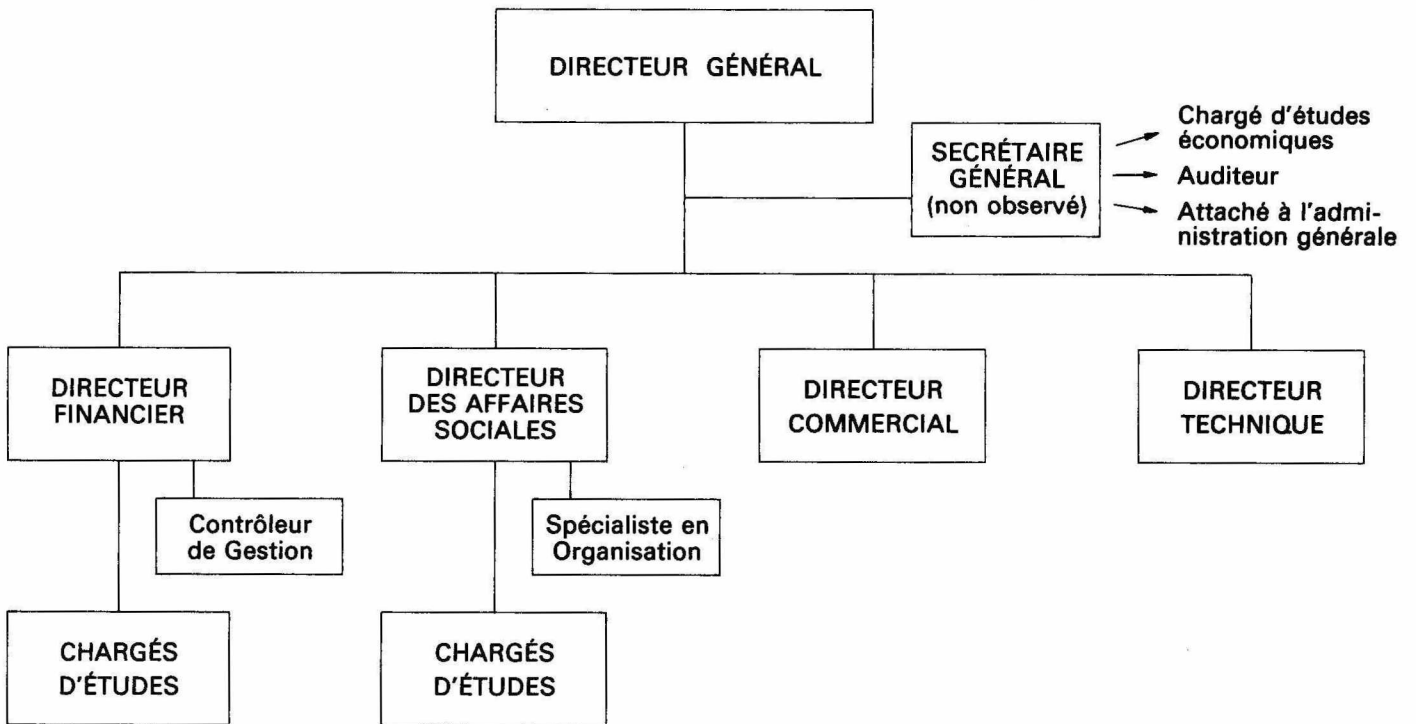 DIRECTEUR GÉNÉRAL
SECRÉTAIRE
GÉNÉRAL
(non observé)
Chargé d'études
économiques
Auditeur
Attaché à l'admi-
nistration générale
DIRECTEUR
FINANCIER
DIRECTEUR
DES AFFAIRES
SOCIALES
DIRECTEUR
COMMERCIAL
DIRECTEUR
TECHNIQUE
Contrôleur
de Gestion
Spécialiste en
Organisation
CHARGÉS
D'ÉTUDES
CHARGÉS
D'ÉTUDES